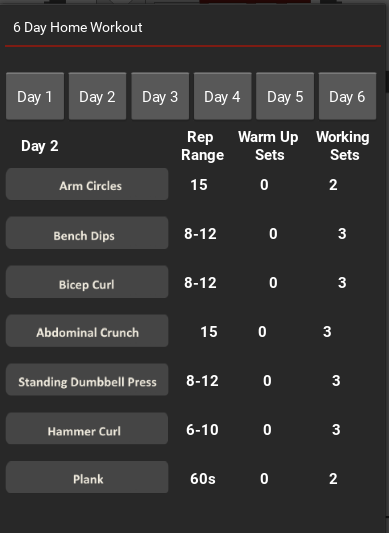 6 Day Home Workout
Day 1 Day 2 Day 3 Day 4 Day 5 Day 6
Day 2 Rep Range Warm Up Sets Working Sets
Arm Circles 15 0 2
Bench Dips 8-12 0 3
Bicep Curl 8-12 0 3
Abdominal Crunch 15 0 3
Standing Dumbbell Press 8-12 0 3
Hammer Curl 6-10 0 3
Plank 60s 0 2